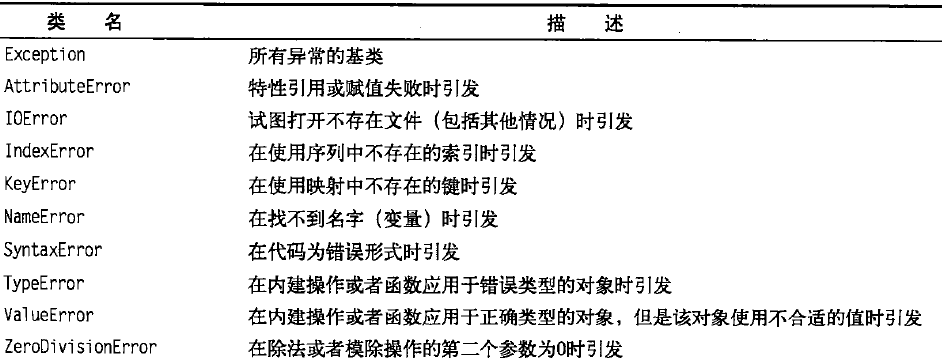 类 名 描 述
Exception 所有异常的基类
AttributeError 特性引用或赋值失败时引发
IOError 试图打开不存在文件（包括其他情况）时引发
IndexError 在使用序列中不存在的索引时引发
KeyError 在使用映射中不存在的键时引发
NameError 在找不到名字（变量）时引发
SyntaxError 在代码为错误形式时引发
TypeError 在内建操作或者函数应用于错误类型的对象时引发
ValueError 在内建操作或者函数应用于正确类型的对象，但是该对象使用不合适的值时引发
ZeroDivisionError 在除法或者模除操作的第二个参数为0时引发